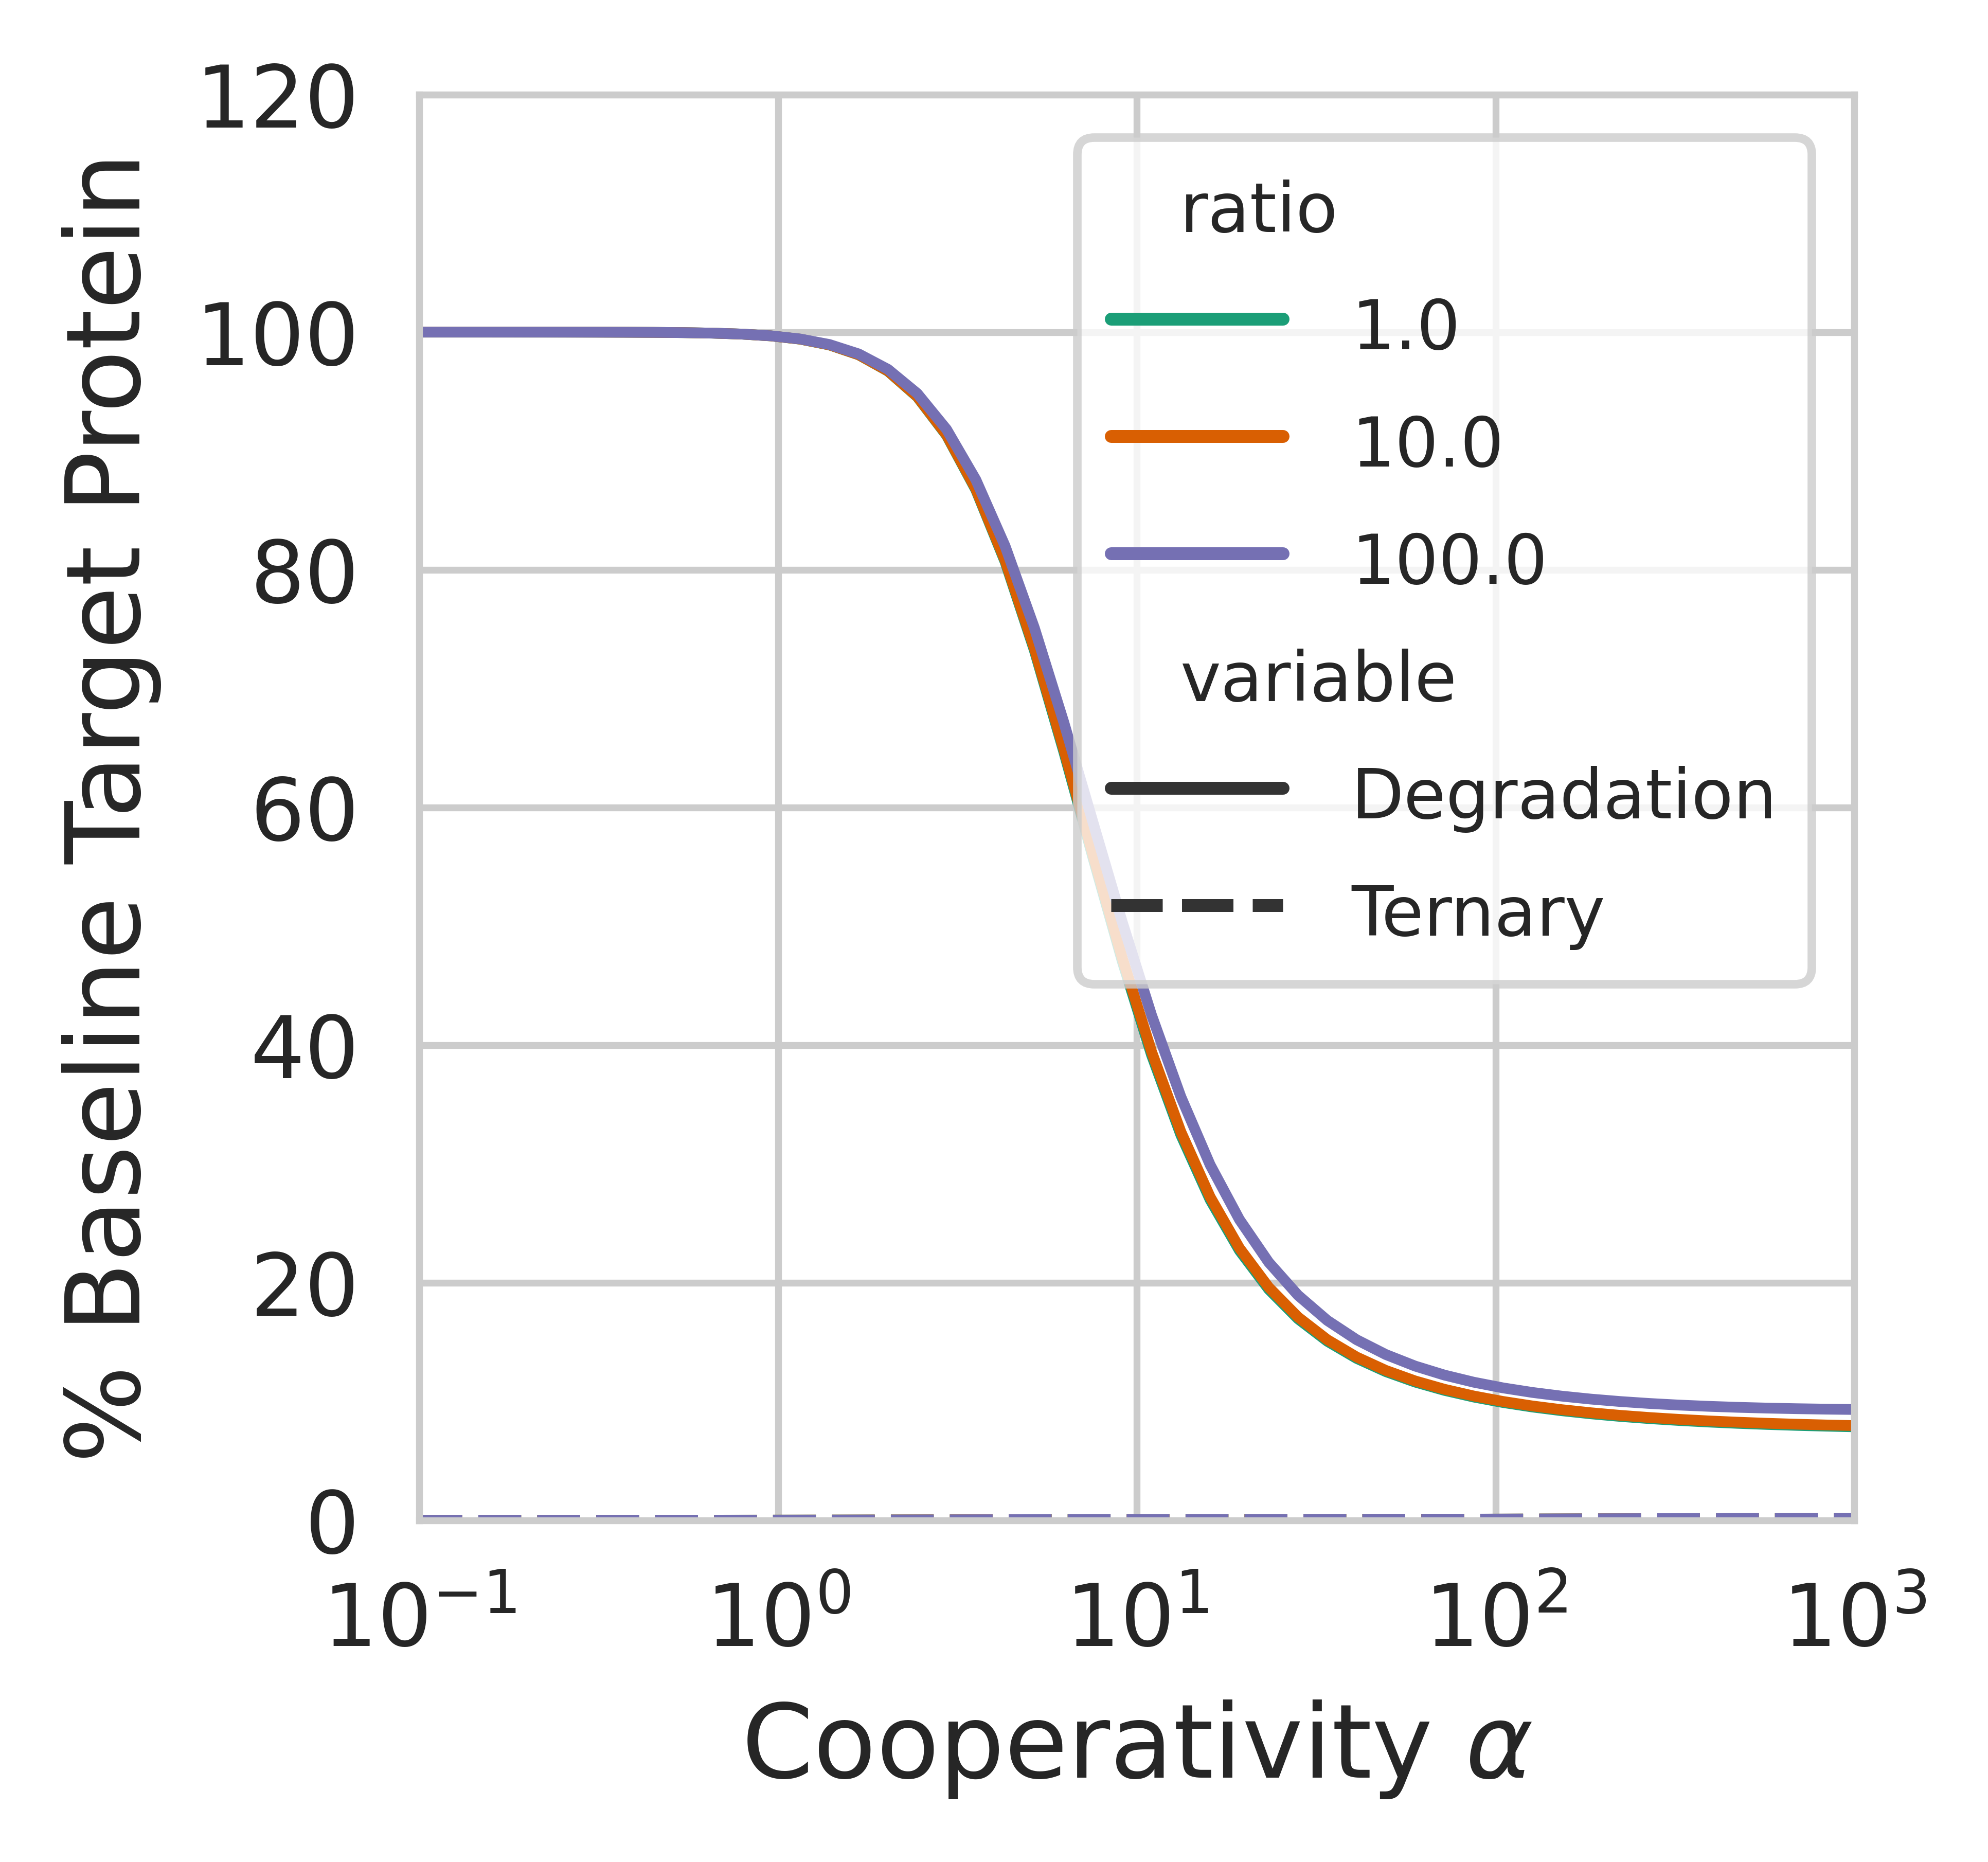 % Baseline Target Protein
120
100
80
60
40
20
0
ratio
1.0
10.0
100.0
variable
Degradation
Ternary
10⁻¹ 10⁰ 10¹ 10² 10³
Cooperativity α